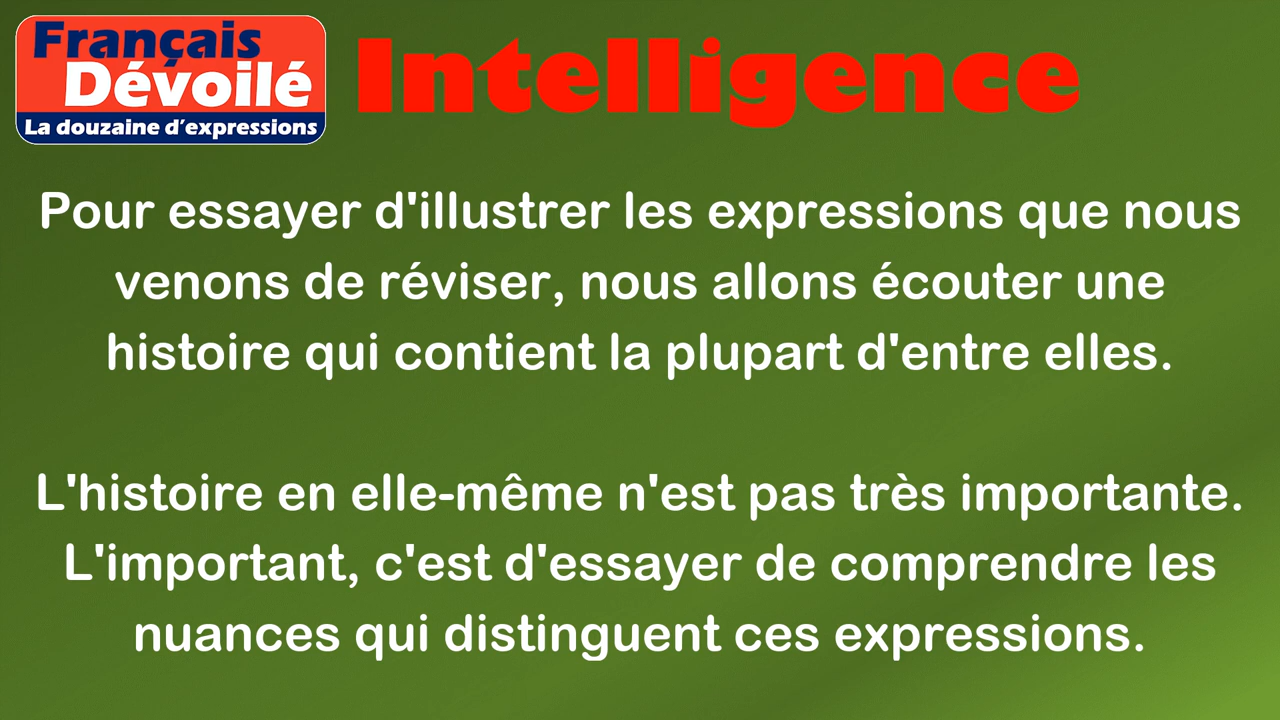 Français
Dévoilé
La douzaine d'expressions
Intelligence
Pour essayer d'illustrer les expressions que nous
venons de réviser, nous allons écouter une
histoire qui contient la plupart d'entre elles.
L'histoire en elle-même n'est pas très importante.
L'important, c'est d'essayer de comprendre les
nuances qui distinguent ces expressions.